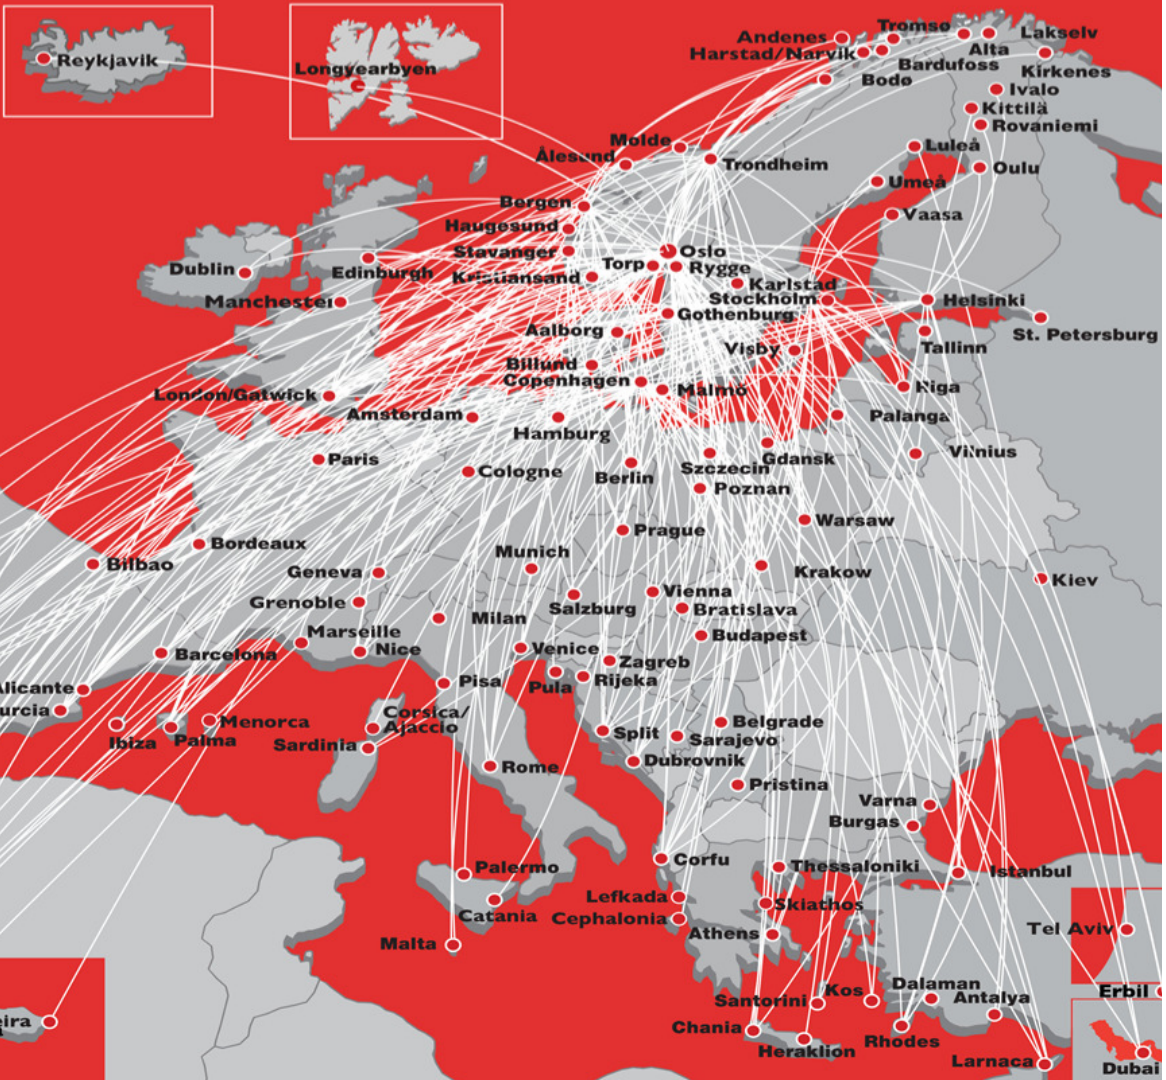 Reykjavik
Longyearbyen
Andenes
Tromsø
Lakselv
Harstad/Narvik
Alta
Bardufoss
Kirkenes
Bodø
Ivalo
Kittilä
Rovaniemi
Molde
Ålesund
Trondheim
Luleå
Oulu
Umeå
Vaasa
Bergen
Haugesund
Stavanger
Oslo
Torp
Rygge
Kristiansand
Karlstad
Dublin
Edinburgh
Manchester
Stockholm
Helsinki
Gothenburg
St. Petersburg
Aalborg
Visby
Tallinn
Billund
Copenhagen
Malmö
Riga
London/Gatwick
Amsterdam
Palanga
Hamburg
Paris
Cologne
Berlin
Szczecin
Gdansk
Vilnius
Poznan
Warsaw
Prague
Bordeaux
Munich
Bilbao
Geneva
Krakow
Kiev
Grenoble
Salzburg
Vienna
Bratislava
Milan
Marseille
Budapest
Barcelona
Nice
Venice
Zagreb
Alicante
Pisa
Pula
Rijeka
urcia
Menorca
Corsica/
Ajaccio
Ibiza
Palma
Sardinia
Split
Belgrade
Sarajevo
Dubrovnik
Rome
Pristina
Varna
Burgas
Corfu
Thessaloniki
Istanbul
Palermo
Lefkada
Skiathos
Catania
Cephalonia
Athens
Malta
Tel Aviv
Dalaman
Erbil
Santorini
Kos
Antalya
eira
Chania
Heraklion
Rhodes
Larnaca
Dubai